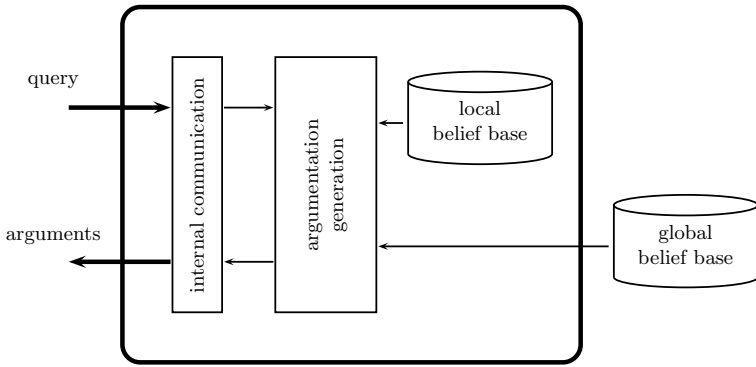 query
arguments
internal communication
argumentation
generation
local
belief base
global
belief base